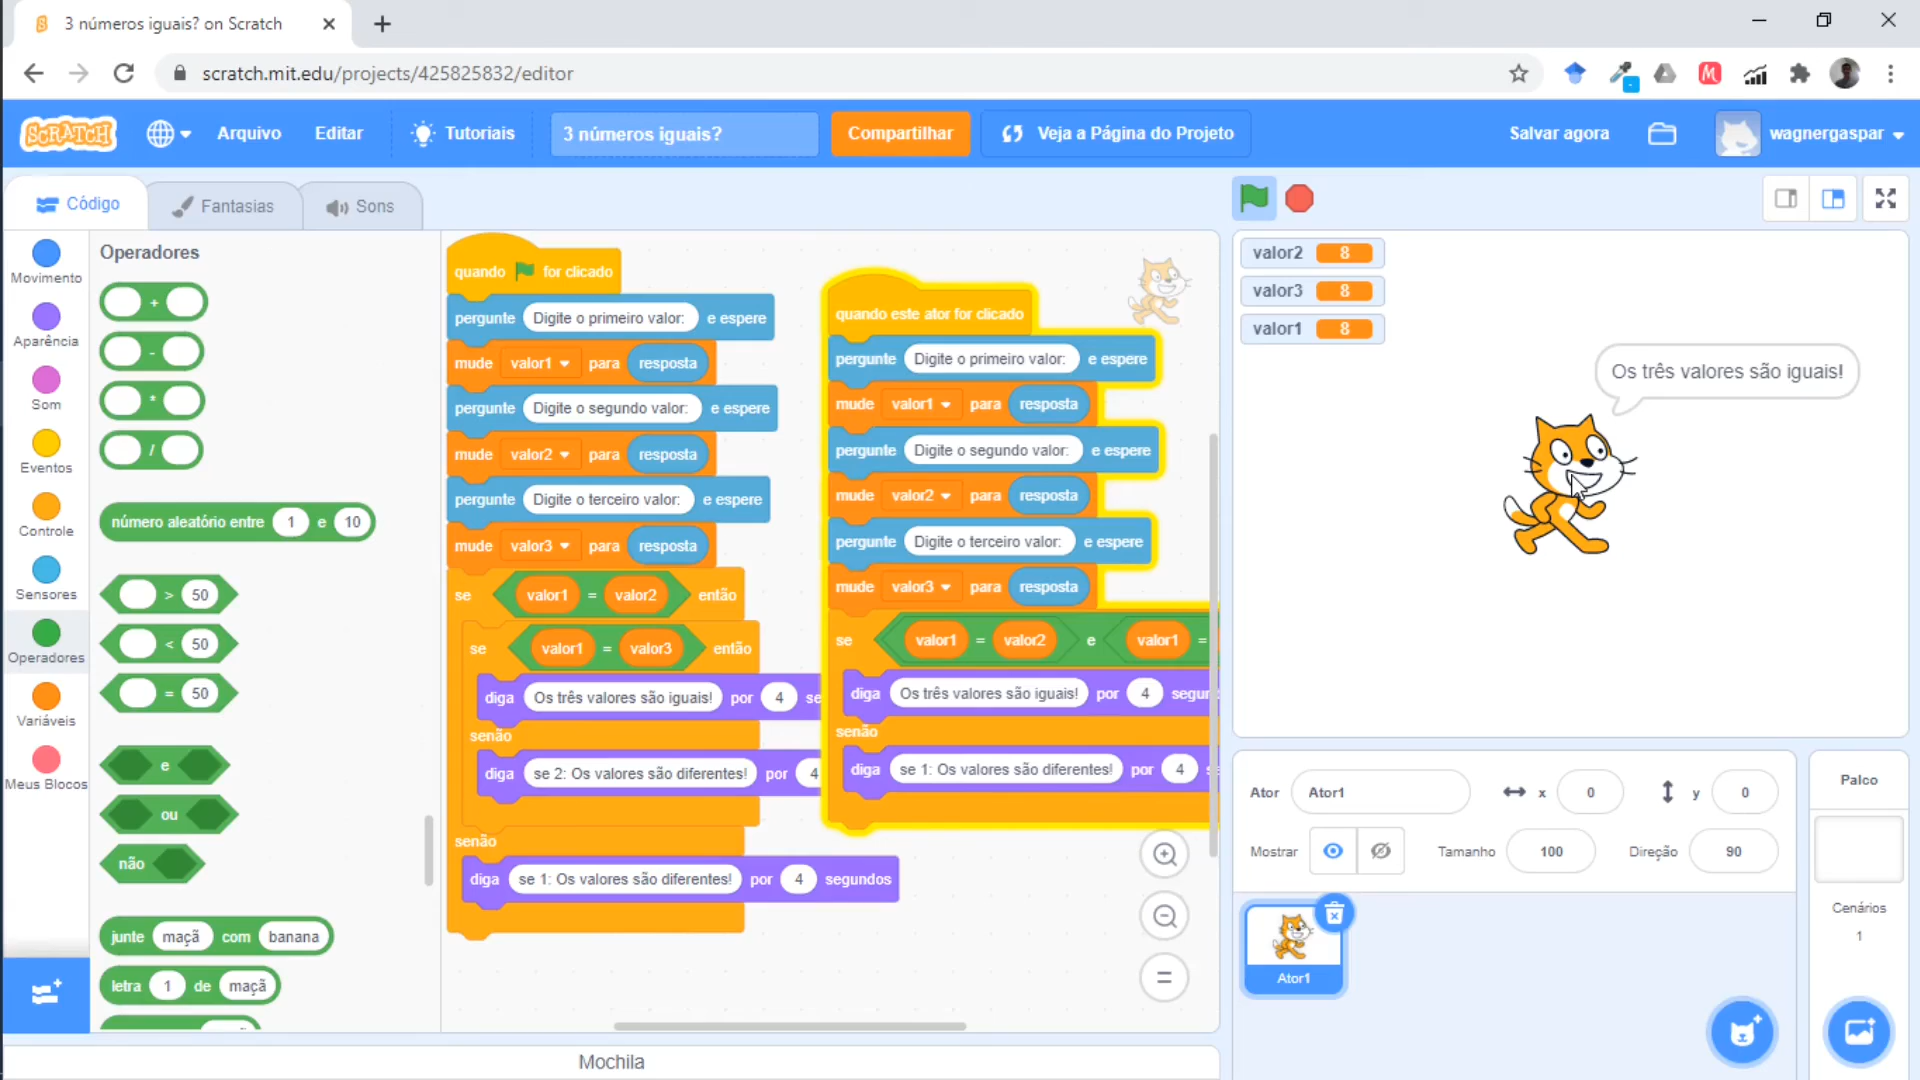 3 números iguais? on Scratch
scratch.mit.edu/projects/425825832/editor
SCRATCH
Arquivo
Editar
Tutoriais
3 números iguais?
Compartilhar
Veja a Página do Projeto
Salvar agora
wagnergaspar
Código
Fantasias
Sons
Movimento
Aparência
Som
Eventos
Controle
Sensores
Operadores
Variáveis
Meus Blocos
Operadores
+
-
*
/
número aleatório entre 1 e 10
> 50
< 50
= 50
e
ou
não
junte maçã com banana
letra 1 de maçã
quando for clicado
pergunte Digite o primeiro valor: e espere
mude valor1 para resposta
pergunte Digite o segundo valor: e espere
mude valor2 para resposta
pergunte Digite o terceiro valor: e espere
mude valor3 para resposta
se valor1 = valor2 então
se valor1 = valor3 então
diga Os três valores são iguais! por 4 se
senão
diga se 2: Os valores são diferentes! por 4
senão
diga se 1: Os valores são diferentes! por 4 segundos
quando este ator for clicado
pergunte Digite o primeiro valor: e espere
mude valor1 para resposta
pergunte Digite o segundo valor: e espere
mude valor2 para resposta
pergunte Digite o terceiro valor: e espere
mude valor3 para resposta
se valor1 = valor2 e valor1 =
diga Os três valores são iguais! por 4 segun
senão
diga se 1: Os valores são diferentes! por 4 s
Mochila
valor2 8
valor3 8
valor1 8
Os três valores são iguais!
Ator Ator1 x 0 y 0
Mostrar Tamanho 100 Direção 90
Ator1
Palco
Cenários
1